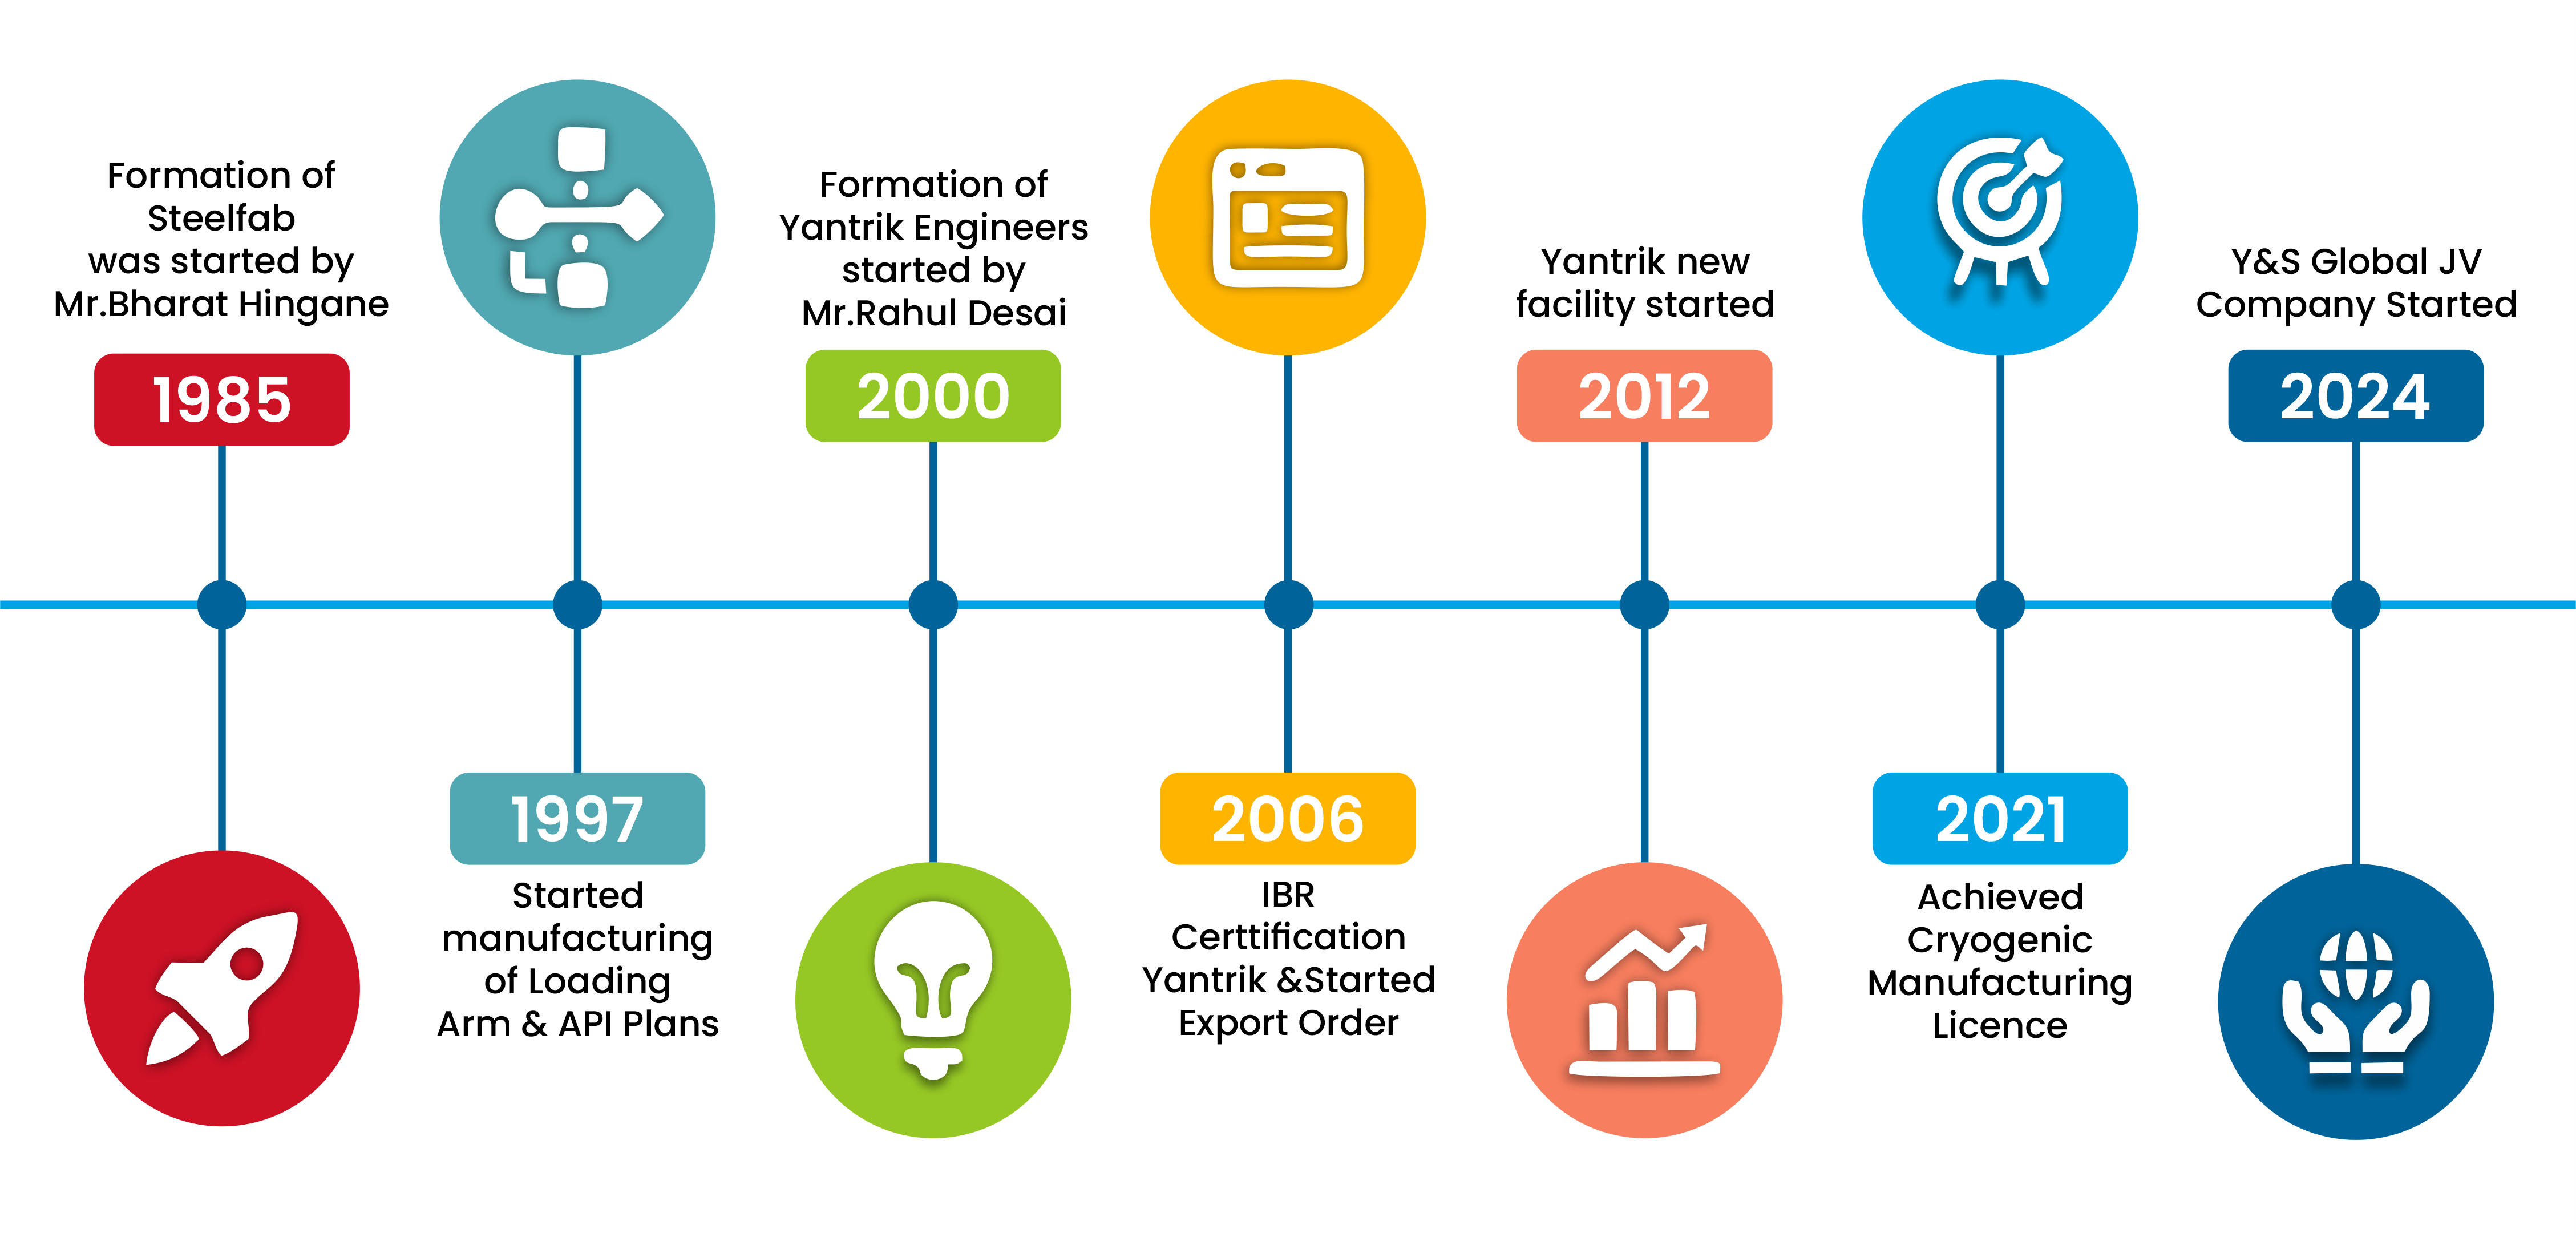 Formation of
Steelfab
was started by
Mr.Bharat Hingane
1985
1997
Started
manufacturing
of Loading
Arm & API Plans
Formation of
Yantrik Engineers
started by
Mr.Rahul Desai
2000
2006
IBR
Certtification
Yantrik &Started
Export Order
Yantrik new
facility started
2012
2021
Achieved
Cryogenic
Manufacturing
Licence
Y&S Global JV
Company Started
2024